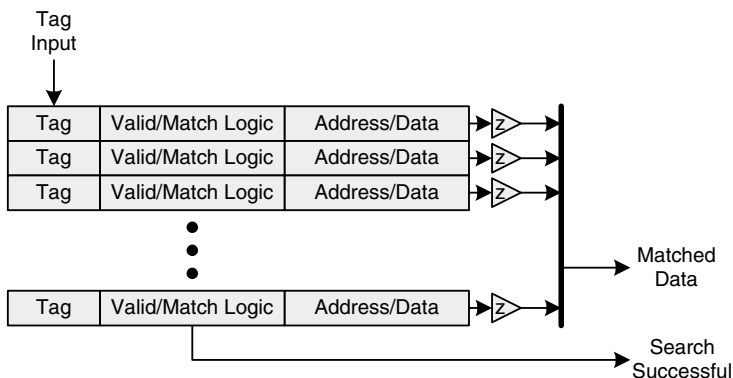 Tag
Input
Tag Valid/Match Logic Address/Data z
Tag Valid/Match Logic Address/Data z
Tag Valid/Match Logic Address/Data z
Matched
Data
Tag Valid/Match Logic Address/Data z
Search
Successful